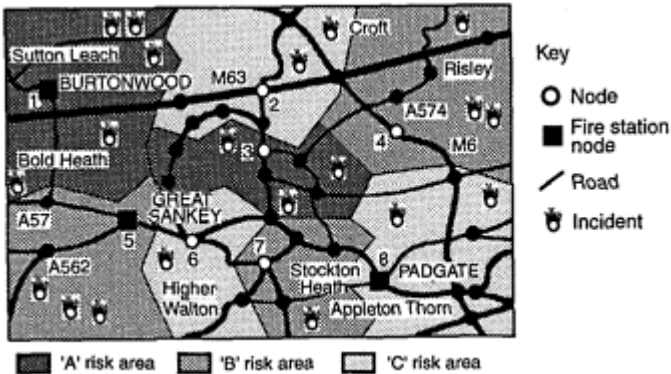 Croft
Sutton Leach
Risley
BURTONWOOD
M63
1
2
A574
4
M6
3
Bold Heath
GREAT
SANKEY
A57
5
6
7
8
A562
Stockton
Heath
PADGATE
Higher
Walton
Appleton Thorn
Key
Node
Fire station
node
Road
Incident
'A' risk area
'B' risk area
'C' risk area